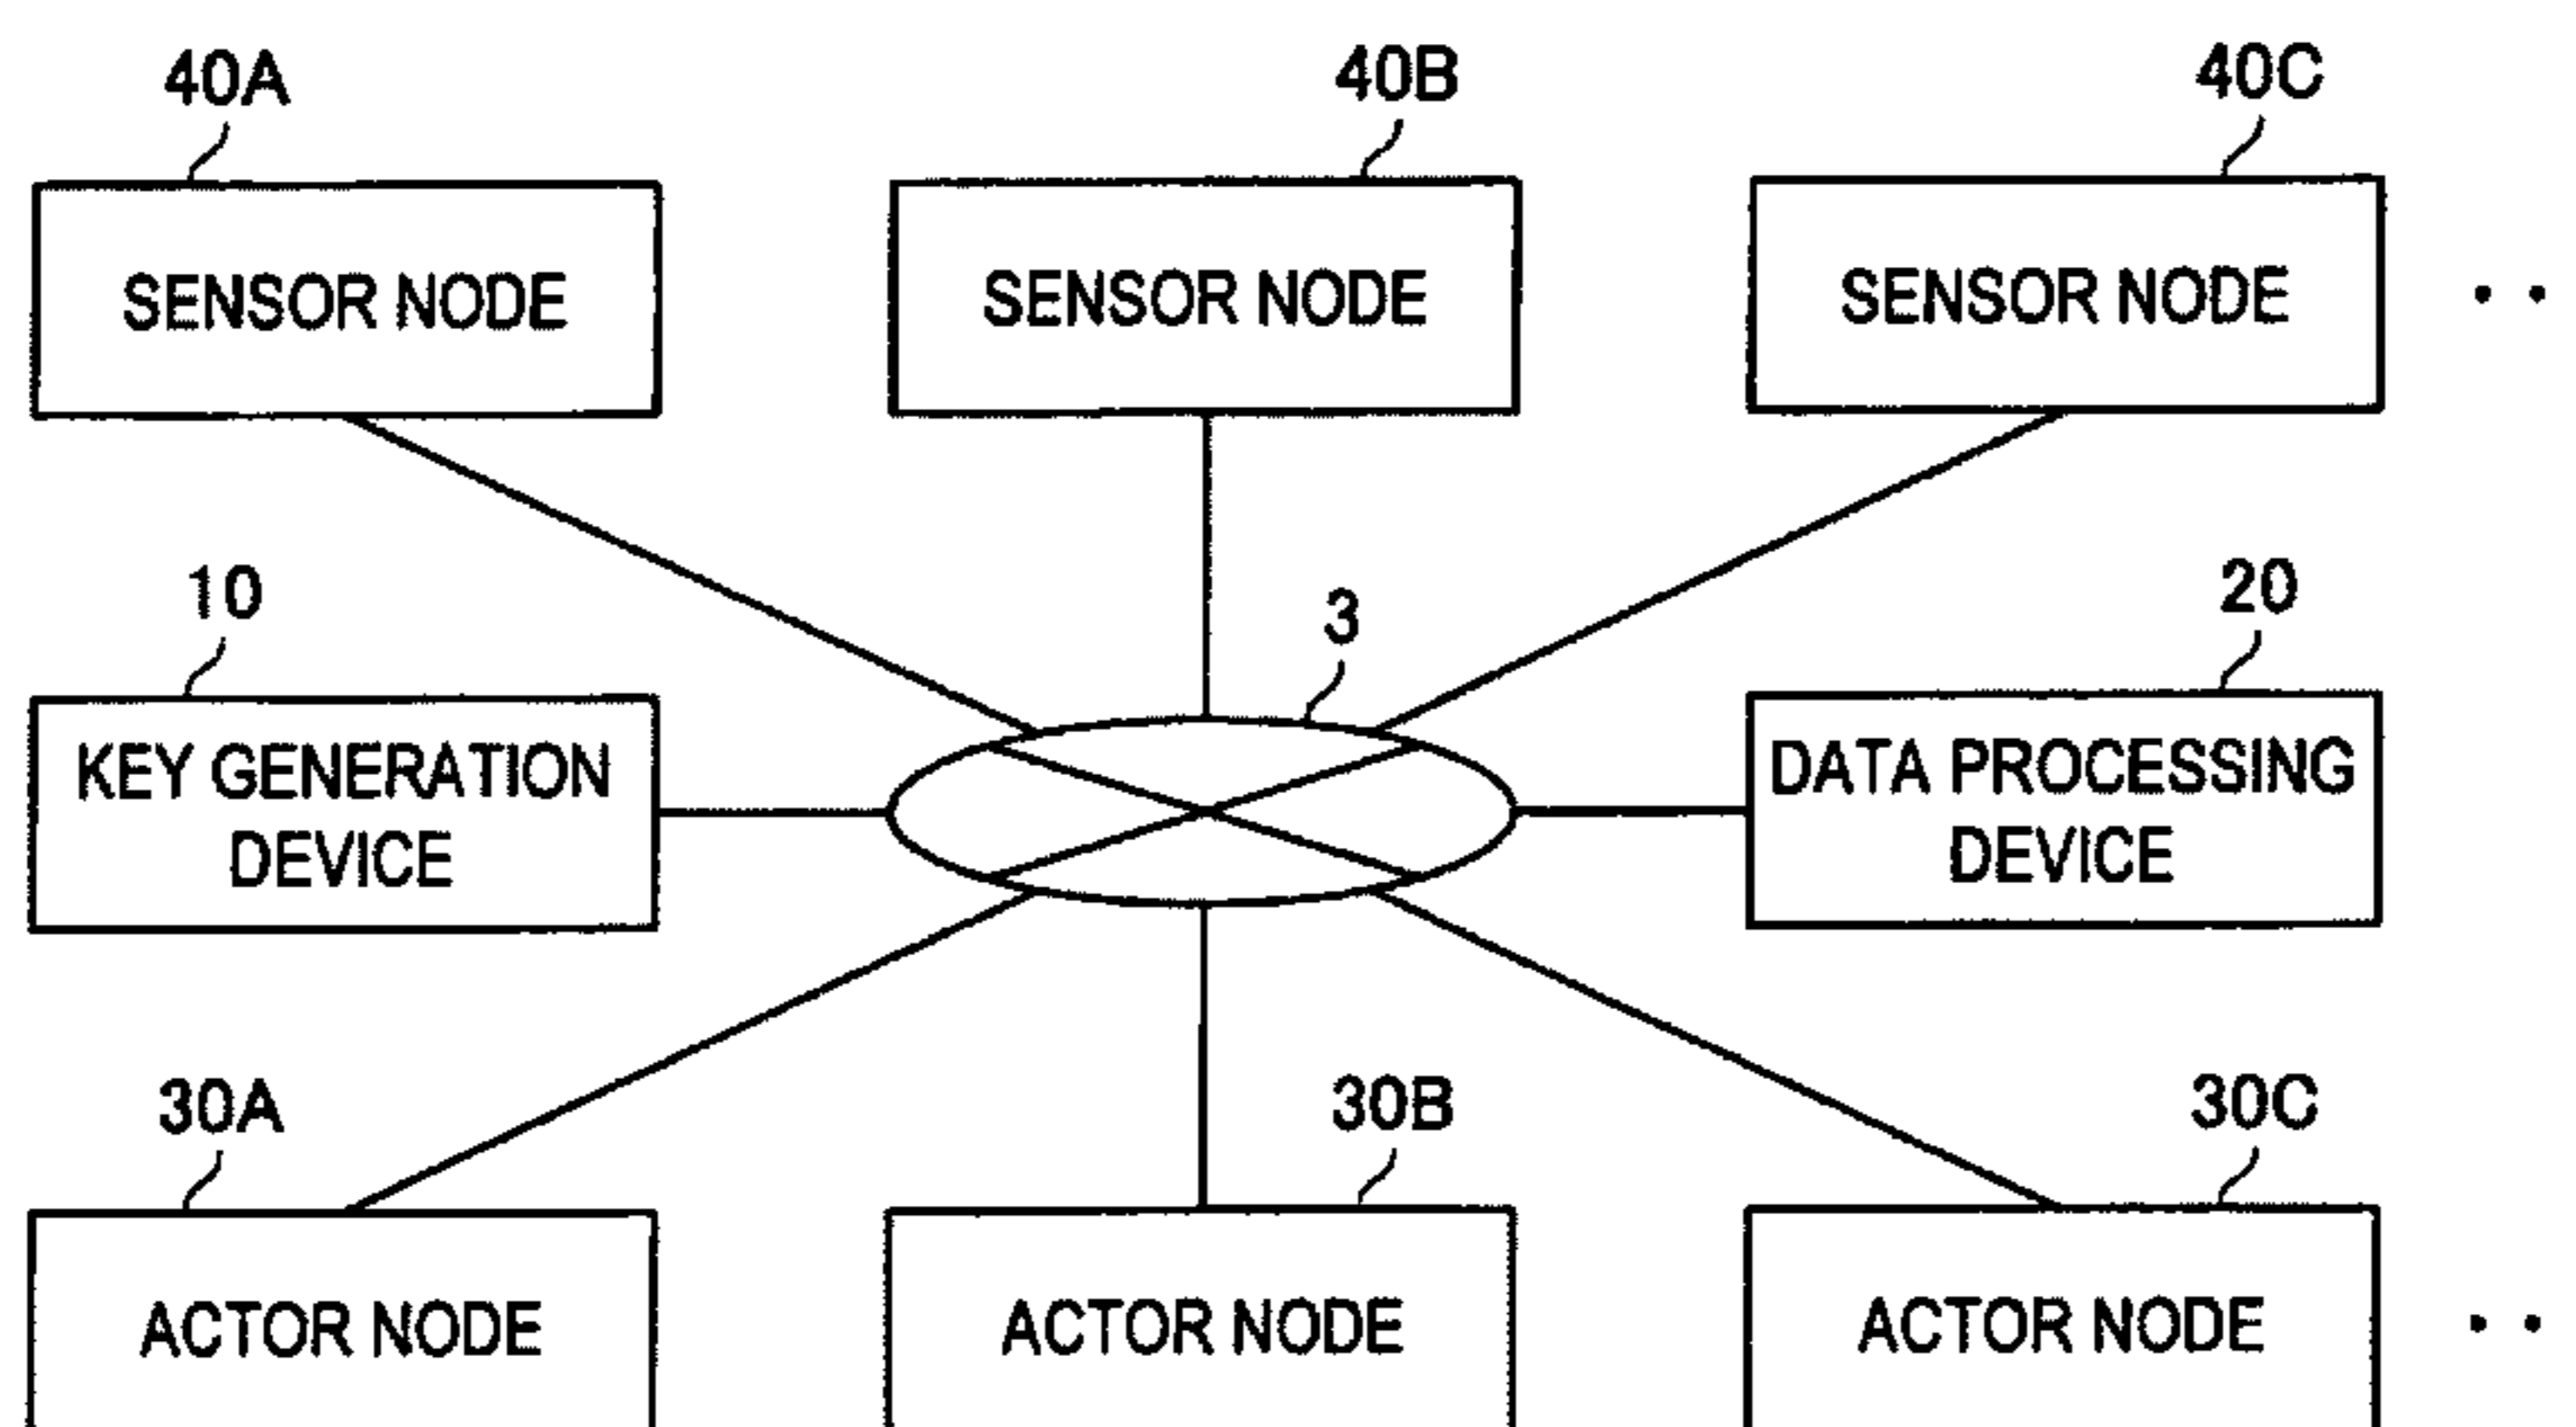 40A
40B
40C
SENSOR NODE
SENSOR NODE
SENSOR NODE
10
3
20
KEY GENERATION
DEVICE
DATA PROCESSING
DEVICE
30A
30B
30C
ACTOR NODE
ACTOR NODE
ACTOR NODE